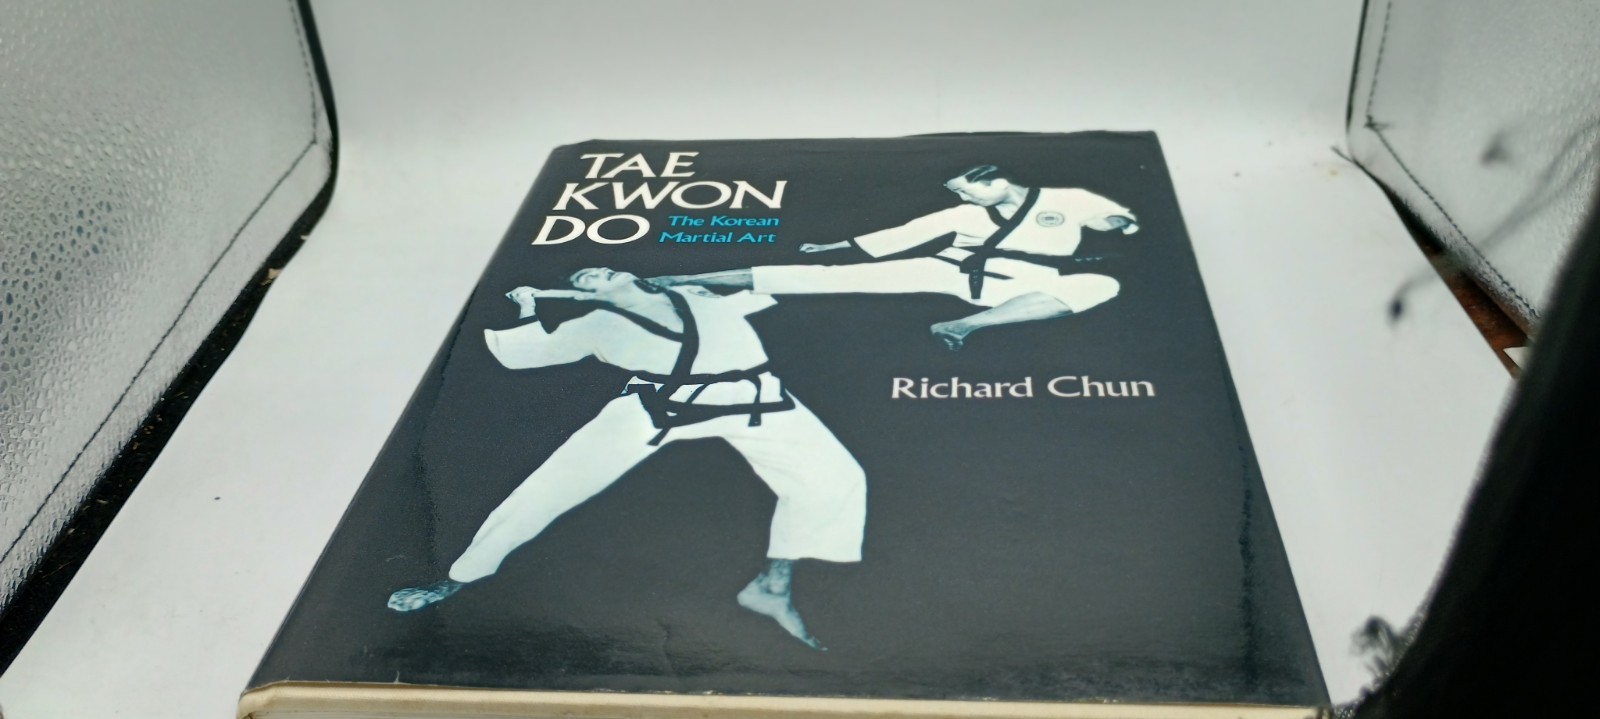 TAE
KWON
DO
The Korean
Martial Art
Richard Chun